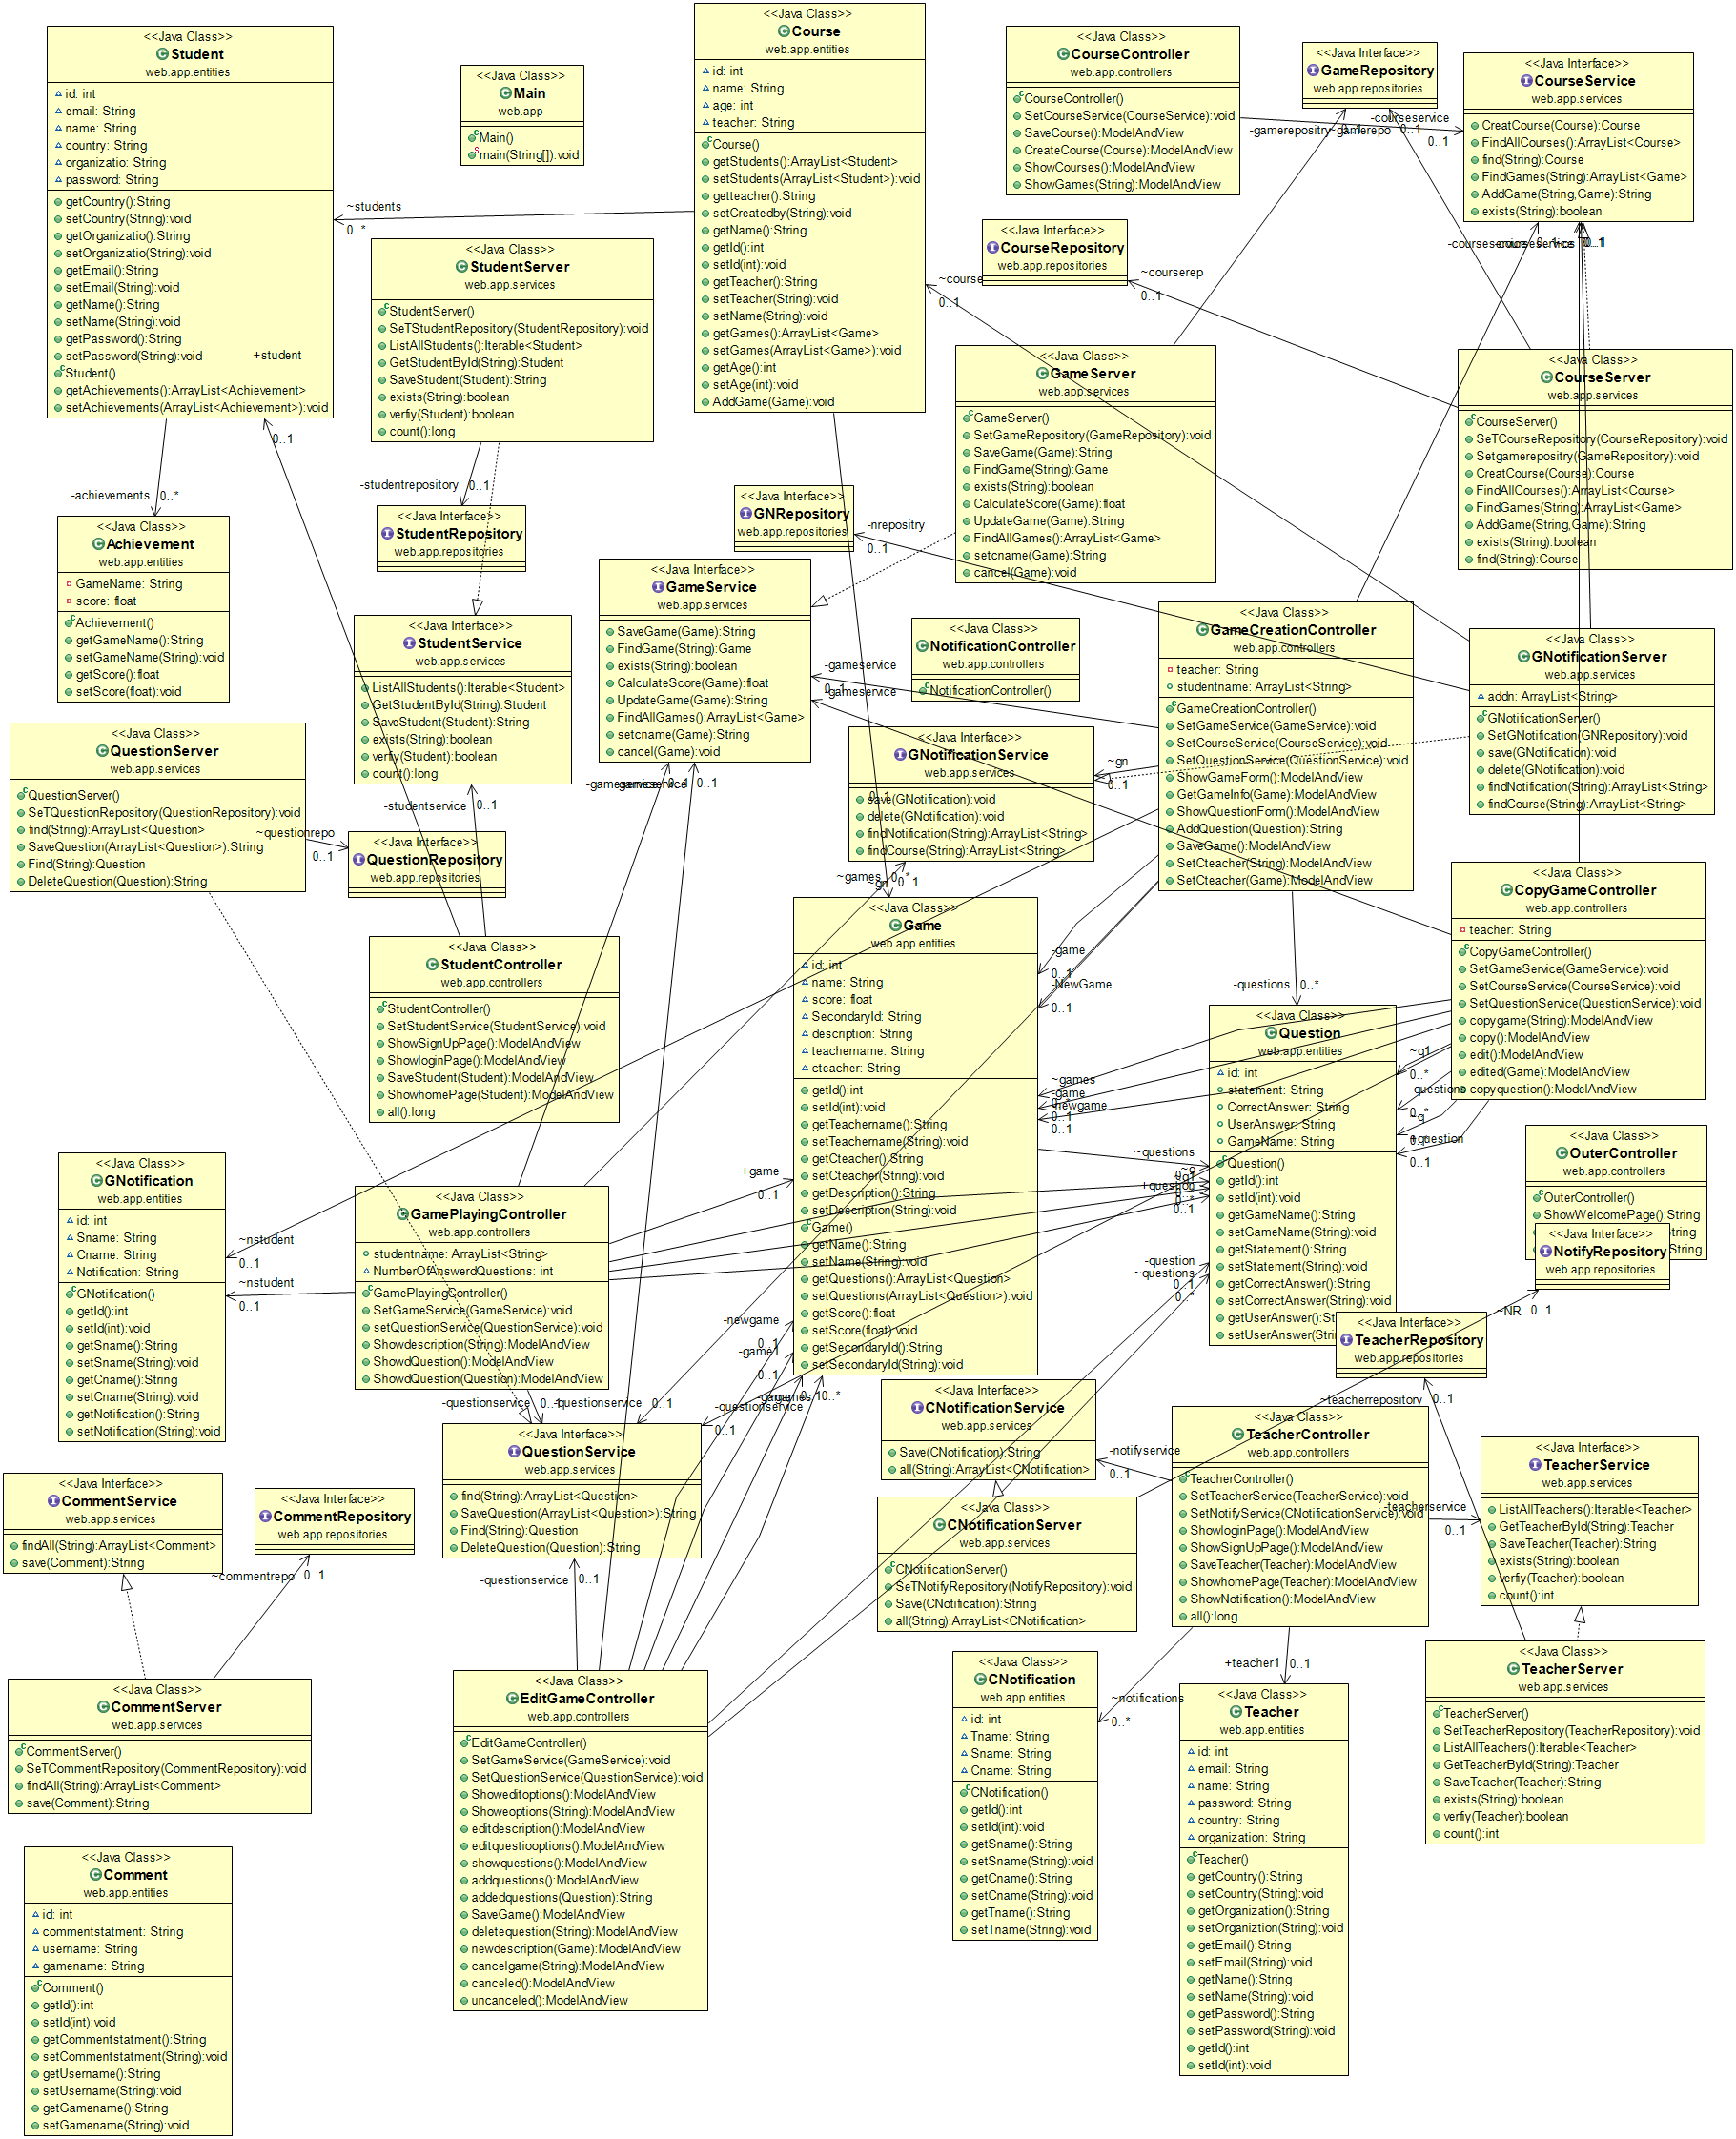 <<Java Class>>
Student
web.app.entities
id: int
email: String
name: String
country: String
organizatio: String
password: String
getCountry():String
setCountry(String):void
getOrganizatio():String
setOrganizatio(String):void
getEmail():String
setEmail(String):void
getName():String
setName(String):void
getPassword():String
setPassword(String):void
Student()
getAchievements():ArrayList<Achievement>
setAchievements(ArrayList<Achievement>):void
+student
0..1
<<Java Class>>
Main
web.app
Main()
main(String[]):void
<<Java Class>>
Course
web.app.entities
id: int
name: String
age: int
teacher: String
Course()
getStudents():ArrayList<Student>
setStudents(ArrayList<Student>):void
getteacher():String
setCreatedby(String):void
getName():String
getId():int
setId(int):void
getTeacher():String
setTeacher(String):void
setName(String):void
getGames():ArrayList<Game>
setGames(ArrayList<Game>):void
getAge():int
setAge(int):void
AddGame(Game):void
~students
0..*
~course
0..1
<<Java Class>>
CourseController
web.app.controllers
CourseController()
SetCourseService(CourseService):void
SaveCourse():ModelAndView
CreateCourse(Course):ModelAndView
ShowCourses():ModelAndView
ShowGames(String):ModelAndView
<<Java Interface>>
GameRepository
web.app.repositories
-gamerepositry
~gamerepo
0..1
0..1
-courseservice
0..1
<<Java Interface>>
CourseService
web.app.services
CreatCourse(Course):Course
FindAllCourses():ArrayList<Course>
find(String):Course
FindGames(String):ArrayList<Game>
AddGame(String,Game):String
exists(String):boolean
-courseservice
0..1
<<Java Interface>>
CourseRepository
web.app.repositories
~courserep
0..1
<<Java Class>>
StudentServer
web.app.services
StudentServer()
SeTStudentRepository(StudentRepository):void
ListAllStudents():Iterable<Student>
GetStudentById(String):Student
SaveStudent(Student):String
exists(String):boolean
verfiy(Student):boolean
count():long
-studentrepository
0..1
<<Java Class>>
GameServer
web.app.services
GameServer()
SetGameRepository(GameRepository):void
SaveGame(Game):String
FindGame(String):Game
exists(String):boolean
CalculateScore(Game):float
UpdateGame(Game):String
FindAllGames():ArrayList<Game>
setcname(Game):String
cancel(Game):void
<<Java Class>>
CourseServer
web.app.services
CourseServer()
SeTCourseRepository(CourseRepository):void
Setgamerepositry(GameRepository):void
CreatCourse(Course):Course
FindAllCourses():ArrayList<Course>
FindGames(String):ArrayList<Game>
AddGame(String,Game):String
exists(String):boolean
find(String):Course
-achievements
0..*
<<Java Class>>
Achievement
web.app.entities
GameName: String
score: float
Achievement()
getGameName():String
setGameName(String):void
getScore():float
setScore(float):void
<<Java Interface>>
StudentRepository
web.app.repositories
<<Java Interface>>
GNRepository
web.app.repositories
-nrepositry
0..1
<<Java Interface>>
GameService
web.app.services
SaveGame(Game):String
FindGame(String):Game
exists(String):boolean
CalculateScore(Game):float
UpdateGame(Game):String
FindAllGames():ArrayList<Game>
setcname(Game):String
cancel(Game):void
-gameservice
0..1
-gameservice
-gameservice
0..1
0..1
<<Java Interface>>
StudentService
web.app.services
ListAllStudents():Iterable<Student>
GetStudentById(String):Student
SaveStudent(Student):String
exists(String):boolean
verfiy(Student):boolean
count():long
-studentservice
0..1
<<Java Class>>
NotificationController
web.app.controllers
NotificationController()
<<Java Class>>
GameCreationController
web.app.controllers
teacher: String
studentname: ArrayList<String>
GameCreationController()
SetGameService(GameService):void
SetCourseService(CourseService):void
SetQuestionService(QuestionService):void
ShowGameForm():ModelAndView
GetGameInfo(Game):ModelAndView
ShowQuestionForm():ModelAndView
AddQuestion(Question):String
SaveGame():ModelAndView
SetCteacher(String):ModelAndView
SetCteacher(Game):ModelAndView
<<Java Class>>
GNotificationServer
web.app.services
addn: ArrayList<String>
GNotificationServer()
SetGNotification(GNRepository):void
save(GNotification):void
delete(GNotification):void
findNotification(String):ArrayList<String>
findCourse(String):ArrayList<String>
<<Java Interface>>
GNotificationService
web.app.services
save(GNotification):void
delete(GNotification):void
findNotification(String):ArrayList<String>
findCourse(String):ArrayList<String>
~gn
0..1
~games
0..*
~gn
0..1
<<Java Class>>
QuestionServer
web.app.services
QuestionServer()
SeTQuestionRepository(QuestionRepository):void
find(String):ArrayList<Question>
SaveQuestion(ArrayList<Question>):String
Find(String):Question
DeleteQuestion(Question):String
~questionrepo
0..1
<<Java Interface>>
QuestionRepository
web.app.repositories
<<Java Class>>
StudentController
web.app.controllers
StudentController()
SetStudentService(StudentService):void
ShowSignUpPage():ModelAndView
ShowloginPage():ModelAndView
SaveStudent(Student):ModelAndView
ShowhomePage(Student):ModelAndView
all():long
<<Java Class>>
Game
web.app.entities
id: int
name: String
score: float
SecondaryId: String
description: String
teachername: String
cteacher: String
getId():int
setId(int):void
getTeachername():String
setTeachername(String):void
getCteacher():String
setCteacher(String):void
getDescription():String
setDescription(String):void
Game()
getName():String
setName(String):void
getQuestions():ArrayList<Question>
setQuestions(ArrayList<Question>):void
getScore():float
setScore(float):void
getSecondaryId():String
setSecondaryId(String):void
-game
0..1
-NewGame
0..1
~games
-game
-newgame
0..1
0..1
~questions
-questions
0..*
<<Java Class>>
Question
web.app.entities
id: int
statement: String
CorrectAnswer: String
UserAnswer: String
GameName: String
Question()
getId():int
setId(int):void
getGameName():String
setGameName(String):void
getStatement():String
setStatement(String):void
getCorrectAnswer():String
setCorrectAnswer(String):void
getUserAnswer():
setUserAnswer(
~q1
0..*
-questions
0..*
~q
+question
0..1
<<Java Class>>
CopyGameController
web.app.controllers
teacher: String
CopyGameController()
SetGameService(GameService):void
SetCourseService(CourseService):void
SetQuestionService(QuestionService):void
copygame(String):ModelAndView
copy():ModelAndView
edit():ModelAndView
edited(Game):ModelAndView
copyquestion():ModelAndView
<<Java Class>>
OuterController
web.app.controllers
OuterController()
ShowWelcomePage():String
<<Java Interface>>
NotifyRepository
web.app.repositories
~NR
0..1
<<Java Class>>
GNotification
web.app.entities
id: int
Sname: String
Cname: String
Notification: String
GNotification()
getId():int
setId(int):void
getSname():String
setSname(String):void
getCname():String
setCname(String):void
getNotification():String
setNotification(String):void
~nstudent
0..1
~nstudent
0..1
<<Java Class>>
GamePlayingController
web.app.controllers
studentname: ArrayList<String>
NumberOfAnswerdQuestions: int
GamePlayingController()
SetGameService(GameService):void
setQuestionService(QuestionService):void
Showdescription(String):ModelAndView
ShowdQuestion():ModelAndView
ShowdQuestion(Question):ModelAndView
+game
0..1
+question
0..1
-question
~questions
0..1
0..*
-newgame
0..1
-game1
0..1
-questionservice
0..1
-questionservice
0..1
-questionservice
0..1
<<Java Interface>>
TeacherRepository
web.app.repositories
~teacherrepository
0..1
<<Java Interface>>
QuestionService
web.app.services
find(String):ArrayList<Question>
SaveQuestion(ArrayList<Question>):String
Find(String):Question
DeleteQuestion(Question):String
-questionservice
0..1
<<Java Interface>>
CNotificationService
web.app.services
Save(CNotification):String
all(String):ArrayList<CNotification>
-notifyservice
0..1
<<Java Class>>
TeacherController
web.app.controllers
TeacherController()
SetTeacherService(TeacherService):void
SetNotifyService(CNotificationService):void
ShowloginPage():ModelAndView
ShowSignUpPage():ModelAndView
SaveTeacher(Teacher):ModelAndView
ShowhomePage(Teacher):ModelAndView
ShowNotification():ModelAndView
all():long
-teacherservice
0..1
<<Java Interface>>
TeacherService
web.app.services
ListAllTeachers():Iterable<Teacher>
GetTeacherById(String):Teacher
SaveTeacher(Teacher):String
exists(String):boolean
verfiy(Teacher):boolean
count():int
<<Java Interface>>
CommentService
web.app.services
findAll(String):ArrayList<Comment>
save(Comment):String
<<Java Interface>>
CommentRepository
web.app.repositories
~commentrepo
0..1
<<Java Class>>
CNotificationServer
web.app.services
CNotificationServer()
SeTNotifyRepository(NotifyRepository):void
Save(CNotification):String
all(String):ArrayList<CNotification>
<<Java Class>>
CommentServer
web.app.services
CommentServer()
SeTCommentRepository(CommentRepository):void
findAll(String):ArrayList<Comment>
save(Comment):String
<<Java Class>>
EditGameController
web.app.controllers
EditGameController()
SetGameService(GameService):void
SetQuestionService(QuestionService):void
Showeditoptions():ModelAndView
Showeoptions(String):ModelAndView
editdescription():ModelAndView
editquestiooptions():ModelAndView
showquestions():ModelAndView
addquestions():ModelAndView
addedquestions(Question):String
SaveGame():ModelAndView
deletequestion(String):ModelAndView
newdescription(Game):ModelAndView
cancelgame(String):ModelAndView
canceled():ModelAndView
uncanceled():ModelAndView
<<Java Class>>
CNotification
web.app.entities
id: int
Tname: String
Sname: String
Cname: String
CNotification()
getId():int
setId(int):void
getSname():String
setSname(String):void
getCname():String
setCname(String):void
getTname():String
setTname(String):void
~notifications
0..*
+teacher1
0..1
<<Java Class>>
Teacher
web.app.entities
id: int
email: String
name: String
password: String
country: String
organization: String
Teacher()
getCountry():String
setCountry(String):void
getOrganization():String
setOrganiztion(String):void
getEmail():String
setEmail(String):void
getName():String
setName(String):void
getPassword():String
setPassword(String):void
getId():int
setId(int):void
<<Java Class>>
TeacherServer
web.app.services
TeacherServer()
SetTeacherRepository(TeacherRepository):void
ListAllTeachers():Iterable<Teacher>
GetTeacherById(String):Teacher
SaveTeacher(Teacher):String
exists(String):boolean
verfiy(Teacher):boolean
count():int
<<Java Class>>
Comment
web.app.entities
id: int
commentstatment: String
username: String
gamename: String
Comment()
getId():int
setId(int):void
getCommentstatment():String
setCommentstatment(String):void
getUsername():String
setUsername(String):void
getGamename():String
setGamename(String):void